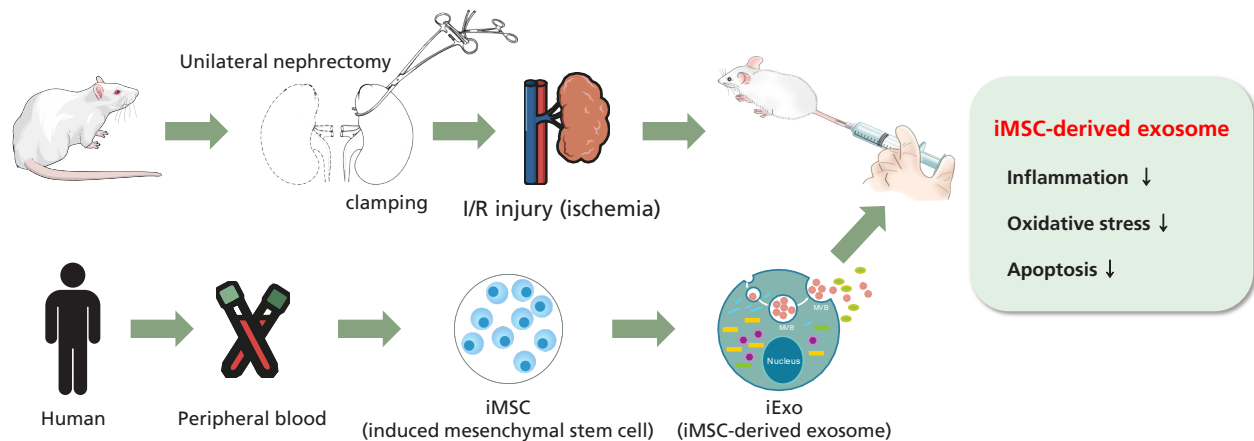 Unilateral nephrectomy
clamping
I/R injury (ischemia)
iMSC-derived exosome
Inflammation ↓
Oxidative stress ↓
Apoptosis ↓
Human
Peripheral blood
iMSC
(induced mesenchymal stem cell)
MVB
MVB
Nucleus
iExo
(iMSC-derived exosome)